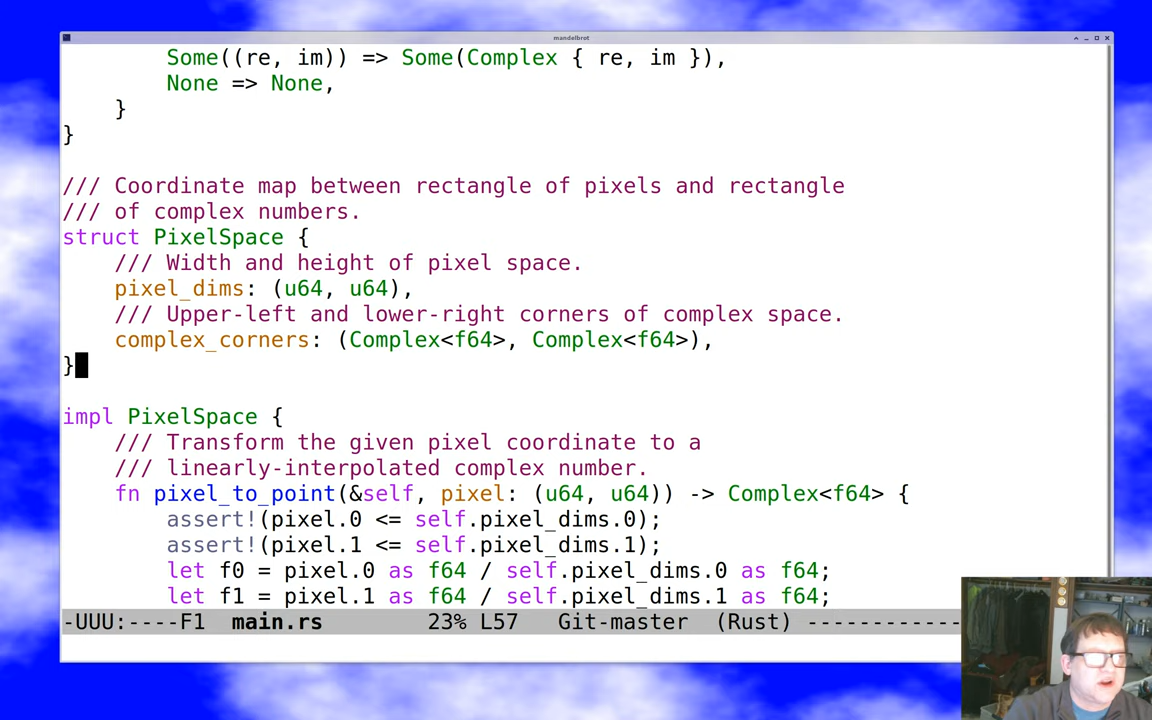 mandelbrot
Some((re, im)) => Some(Complex { re, im }),
None => None,
}
}
/// Coordinate map between rectangle of pixels and rectangle
/// of complex numbers.
struct PixelSpace {
/// Width and height of pixel space.
pixel_dims: (u64, u64),
/// Upper-left and lower-right corners of complex space.
complex_corners: (Complex<f64>, Complex<f64>),
}
impl PixelSpace {
/// Transform the given pixel coordinate to a
/// linearly-interpolated complex number.
fn pixel_to_point(&self, pixel: (u64, u64)) -> Complex<f64> {
assert!(pixel.0 <= self.pixel_dims.0);
assert!(pixel.1 <= self.pixel_dims.1);
let f0 = pixel.0 as f64 / self.pixel_dims.0 as f64;
let f1 = pixel.1 as f64 / self.pixel_dims.1 as f64;
-UUU:----F1 main.rs 23% L57 Git-master (Rust) ------------